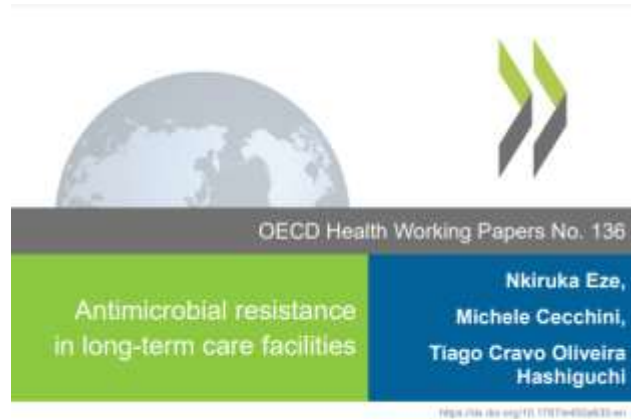 OECD Health Working Papers No. 136
Antimicrobial resistance
in long-term care facilities
Nkiruka Eze,
Michele Cecchini,
Tiago Cravo Oliveira
Hashiguchi